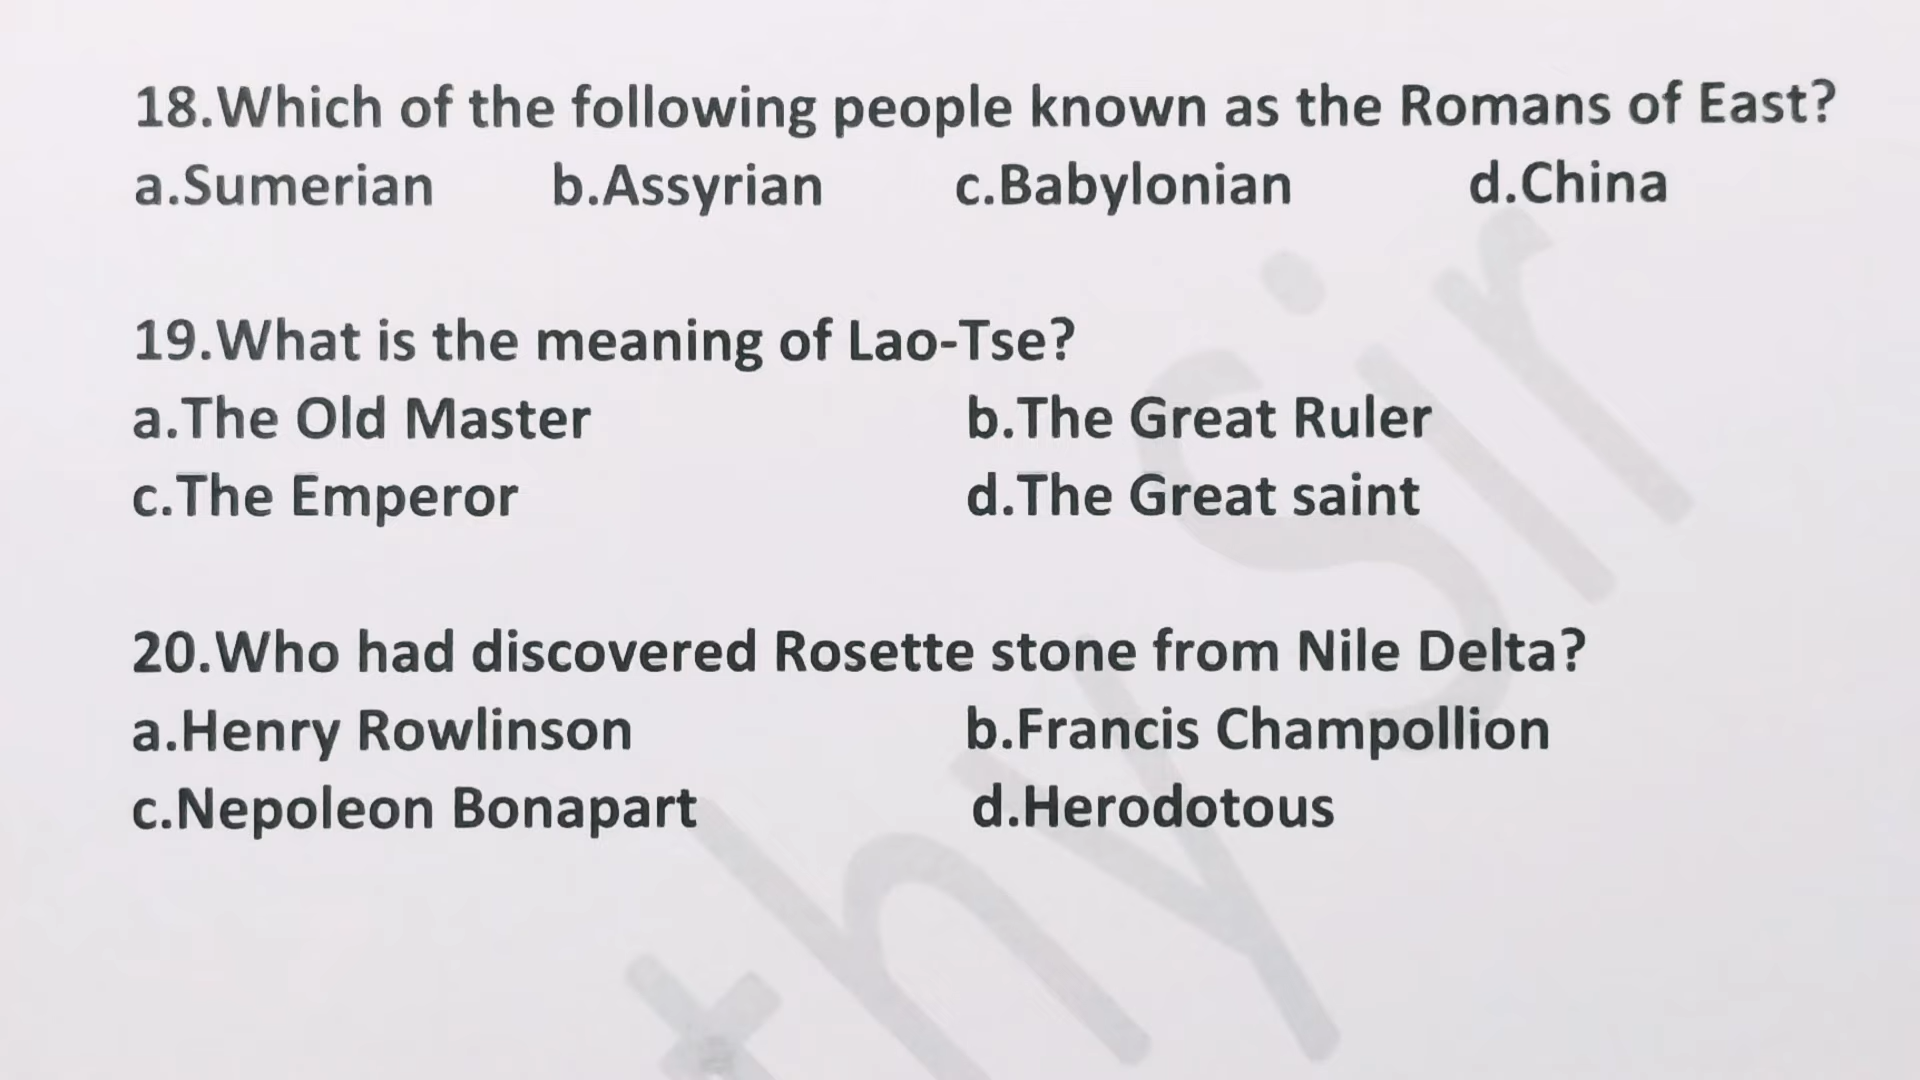 18.Which of the following people known as the Romans of East?
a.Sumerian b.Assyrian c.Babylonian d.China
19.What is the meaning of Lao-Tse?
a.The Old Master b.The Great Ruler
c.The Emperor d.The Great saint
20.Who had discovered Rosette stone from Nile Delta?
a.Henry Rowlinson b.Francis Champollion
c.Nepoleon Bonapart d.Herodotous
thy Sir